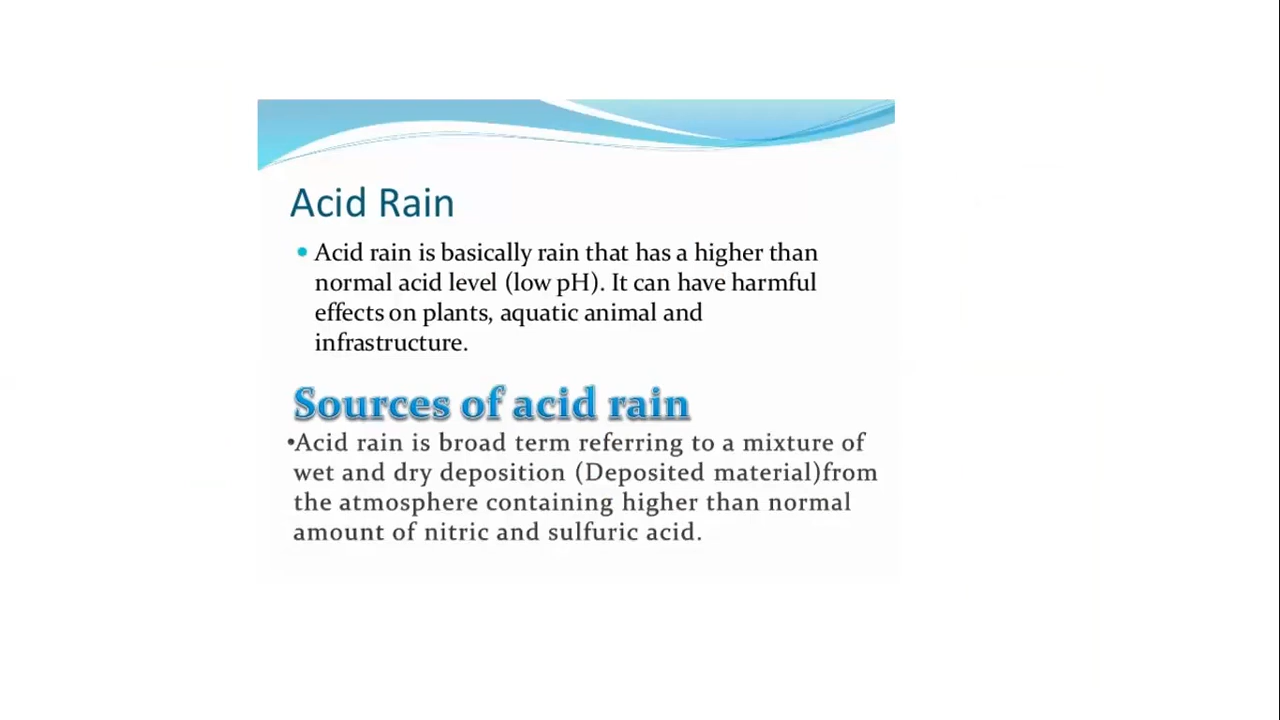 Acid Rain
• Acid rain is basically rain that has a higher than
normal acid level (low pH). It can have harmful
effects on plants, aquatic animal and
infrastructure.
Sources of acid rain
•Acid rain is broad term referring to a mixture of
wet and dry deposition (Deposited material)from
the atmosphere containing higher than normal
amount of nitric and sulfuric acid.